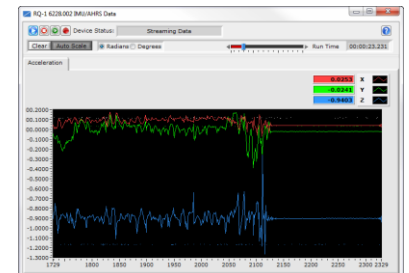 RQ-1 6228.002 IMU/AHRS Data
Device Status: Streaming Data
Clear Auto Scale Radians Degrees Run Time 00:00:23.231
Acceleration
0.0253 X
-0.0241 Y
-0.9403 Z
00.2000
00.1000
00.0000
-0.1000
-0.2000
-0.3000
-0.4000
-0.5000
-0.6000
-0.7000
-0.8000
-0.9000
-1.0000
-1.1000
-1.2000
-1.3000
1729 1800 1850 1900 1950 2000 2050 2100 2150 2200 2250 2300 2329